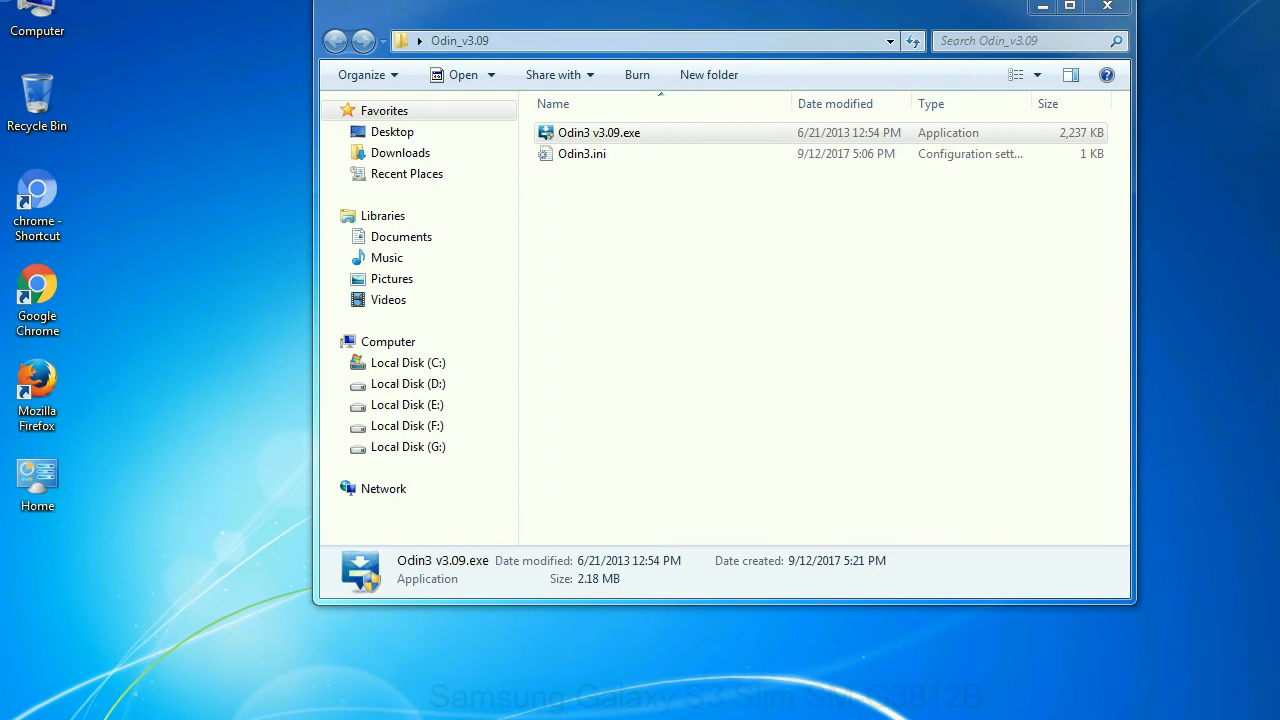 Computer
Recycle Bin
chrome -
Shortcut
Google
Chrome
Mozilla
Firefox
Home
Odin_v3.09
Search Odin_v3.09
Organize
Open
Share with
Burn
New folder
Favorites
Desktop
Downloads
Recent Places
Libraries
Documents
Music
Pictures
Videos
Computer
Local Disk (C:)
Local Disk (D:)
Local Disk (E:)
Local Disk (F:)
Local Disk (G:)
Network
Name Date modified Type Size
Odin3 v3.09.exe 6/21/2013 12:54 PM Application 2,237 KB
Odin3.ini 9/12/2017 5:06 PM Configuration sett... 1 KB
Odin3 v3.09.exe Date modified: 6/21/2013 12:54 PM Date created: 9/12/2017 5:21 PM
Application Size: 2.18 MB
Samsung Galaxy S3 Slim SM-G3812B